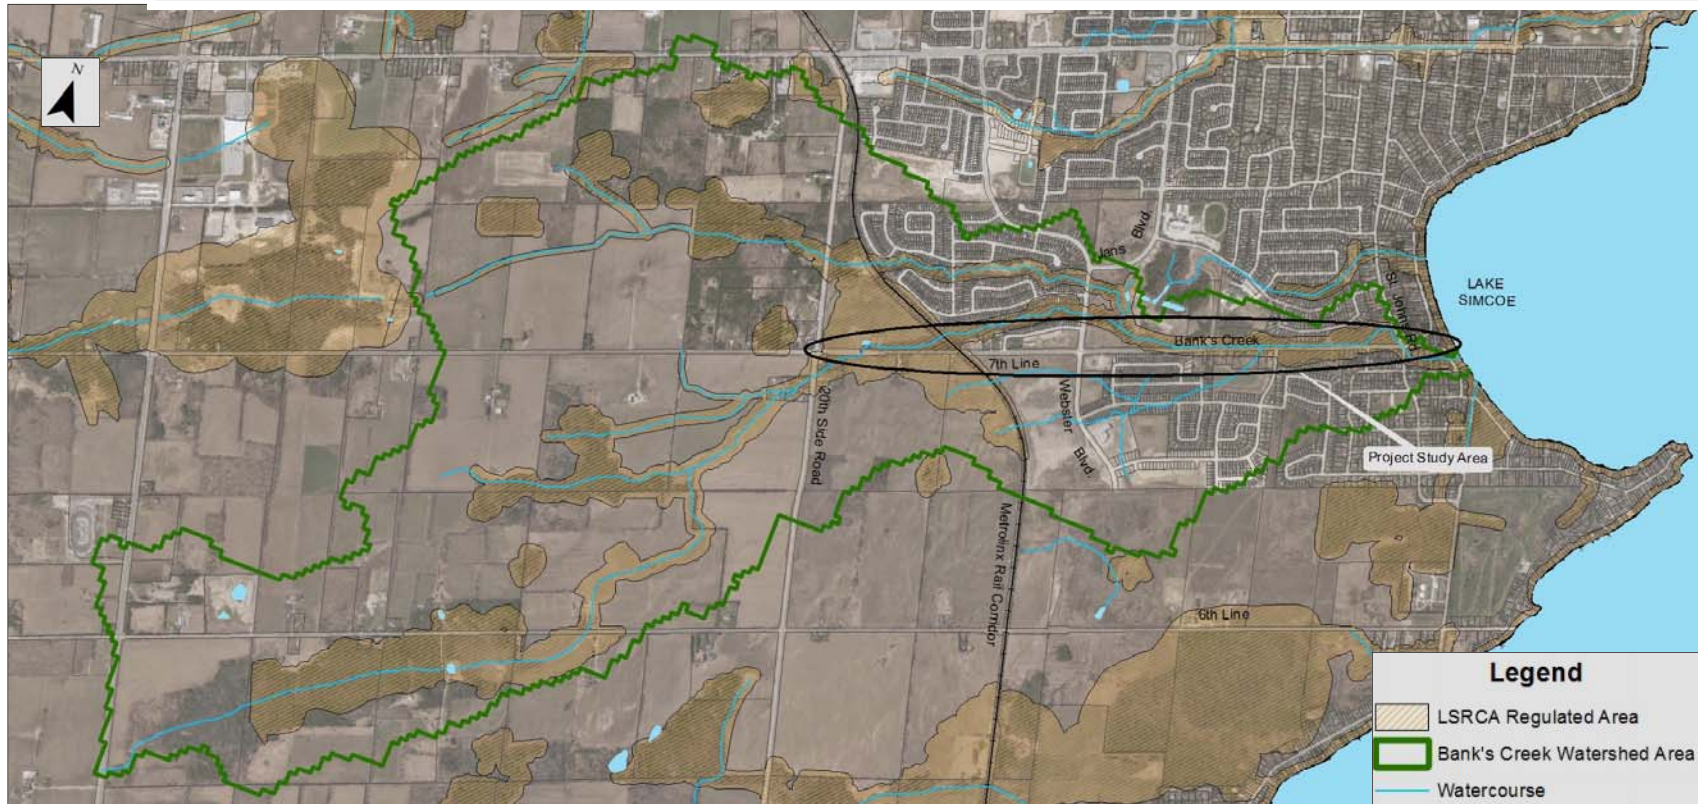 N
Jans Blvd.
LAKE
SIMCOE
St. Johns Rd
Bank's Creek
7th Line
Webster Blvd.
20th Side Road
Project Study Area
Metrolinx Rail Corridor
6th Line
Legend
LSRCA Regulated Area
Bank's Creek Watershed Area
Watercourse